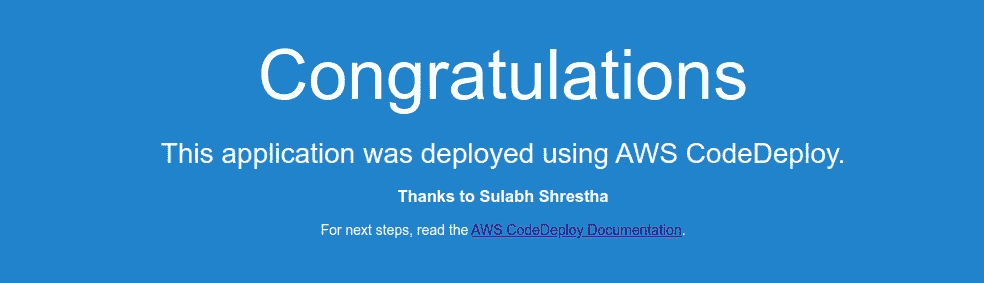 Congratulations
This application was deployed using AWS CodeDeploy.
Thanks to Sulabh Shrestha
For next steps, read the AWS CodeDeploy Documentation.